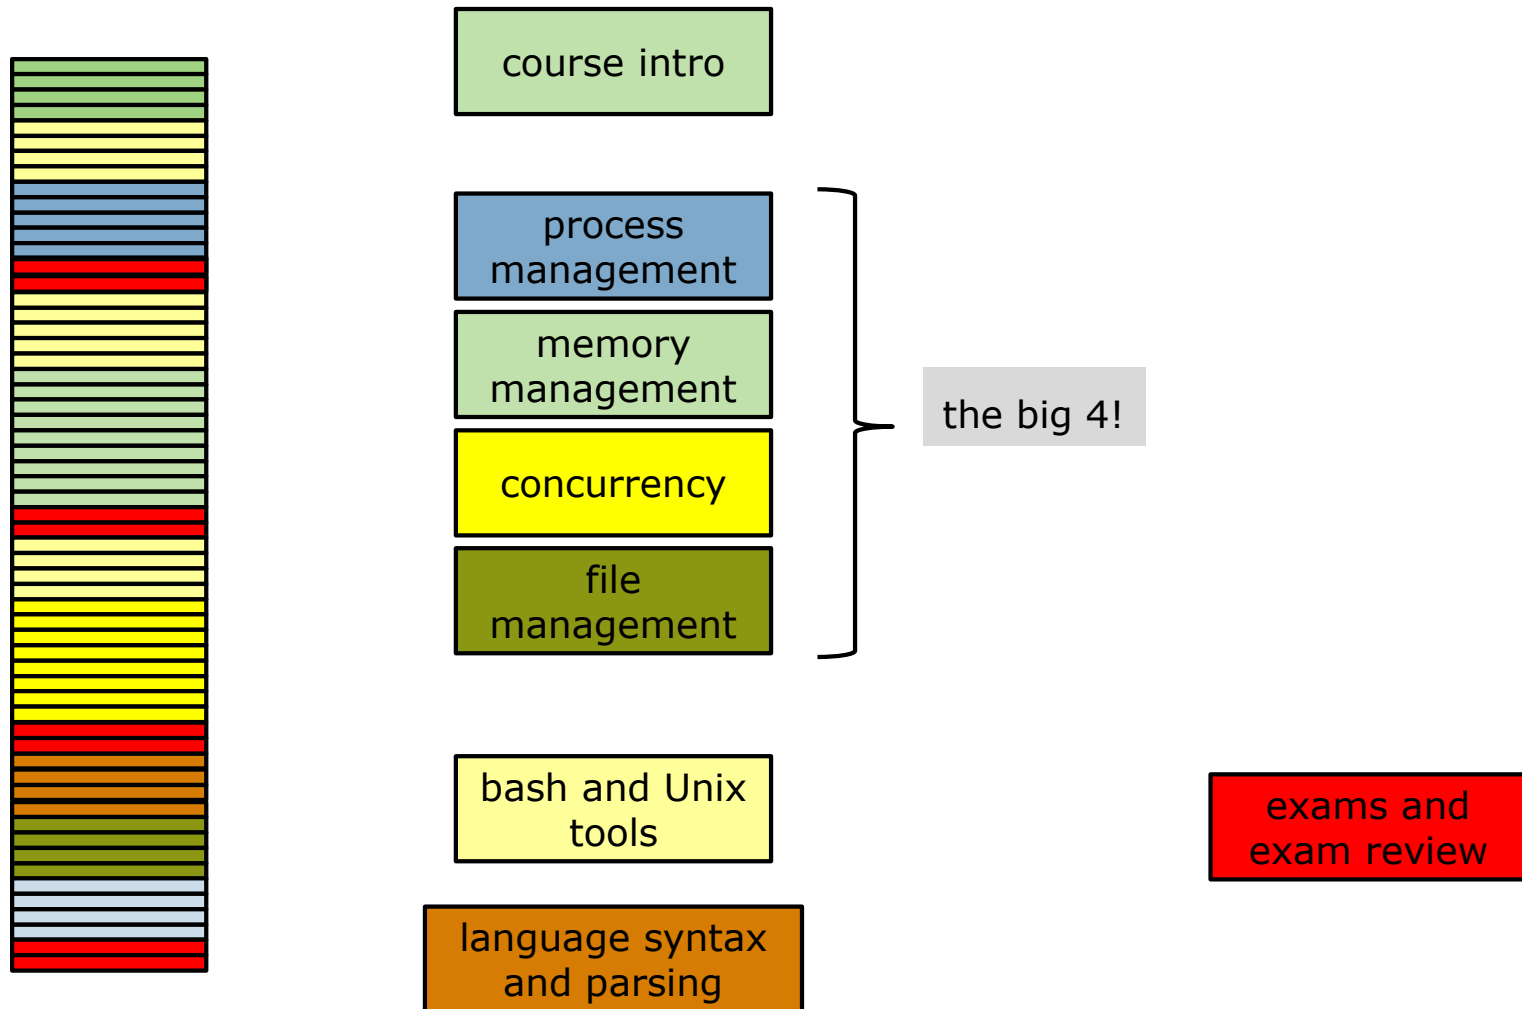 course intro
process
management
memory
management
concurrency
file
management
the big 4!
bash and Unix
tools
exams and
exam review
language syntax
and parsing